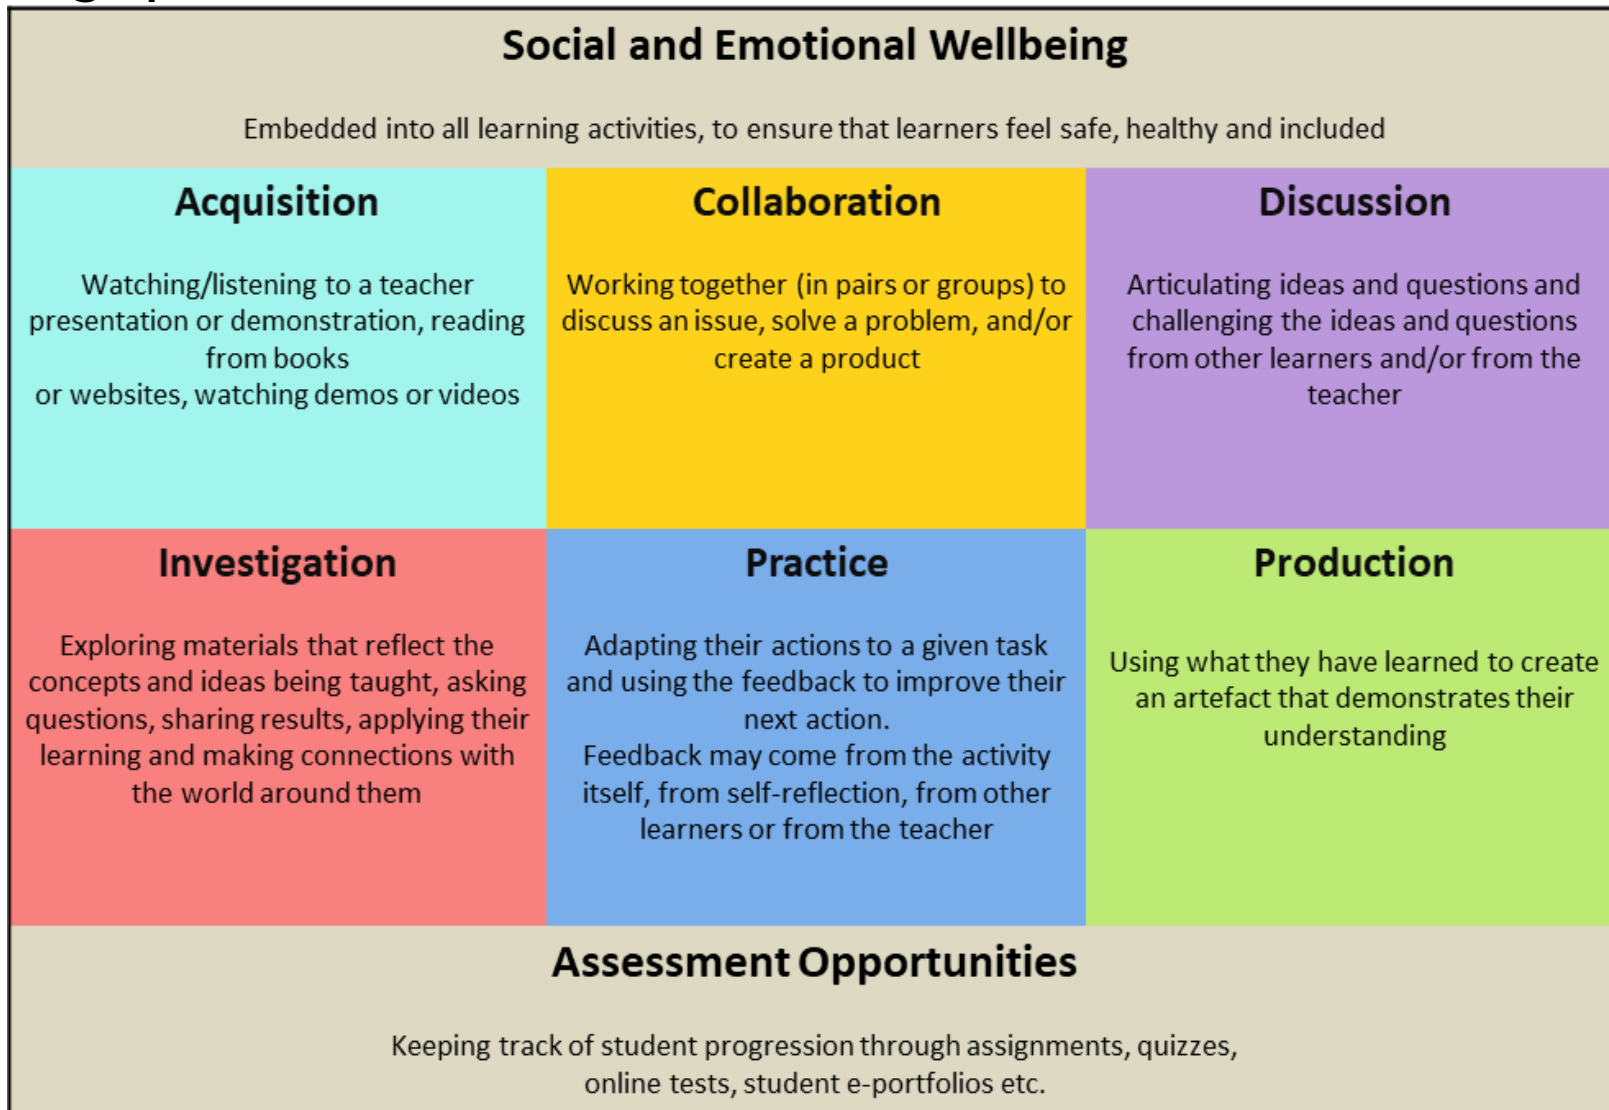 Social and Emotional Wellbeing
Embedded into all learning activities, to ensure that learners feel safe, healthy and included
Acquisition
Watching/listening to a teacher
presentation or demonstration, reading
from books
or websites, watching demos or videos
Collaboration
Working together (in pairs or groups) to
discuss an issue, solve a problem, and/or
create a product
Discussion
Articulating ideas and questions and
challenging the ideas and questions
from other learners and/or from the
teacher
Investigation
Exploring materials that reflect the
concepts and ideas being taught, asking
questions, sharing results, applying their
learning and making connections with
the world around them
Practice
Adapting their actions to a given task
and using the feedback to improve their
next action.
Feedback may come from the activity
itself, from self-reflection, from other
learners or from the teacher
Production
Using what they have learned to create
an artefact that demonstrates their
understanding
Assessment Opportunities
Keeping track of student progression through assignments, quizzes,
online tests, student e-portfolios etc.